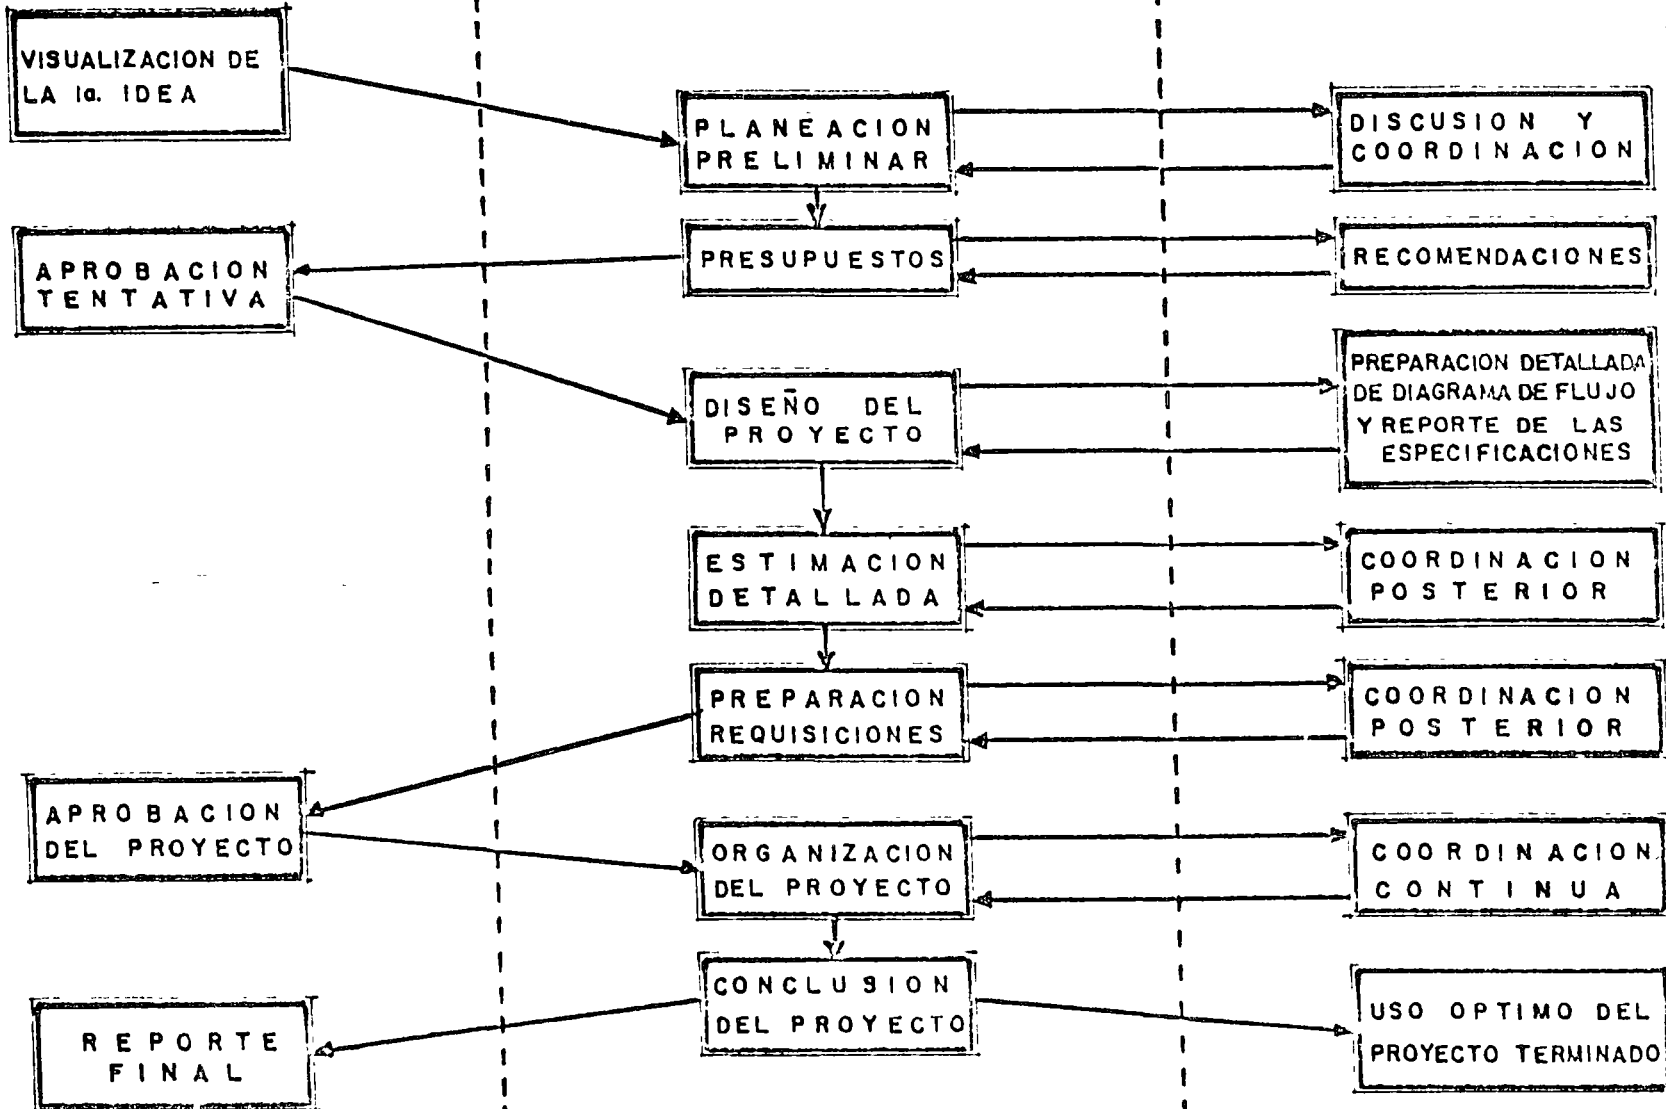 VISUALIZACION DE
LA 1a. IDEA
PLANEACION
PRELIMINAR
DISCUSION Y
COORDINACION
APROBACION
TENTATIVA
PRESUPUESTOS
RECOMENDACIONES
DISEÑO DEL
PROYECTO
PREPARACION DETALLADA
DE DIAGRAMA DE FLUJO
Y REPORTE DE LAS
ESPECIFICACIONES
ESTIMACION
DETALLADA
COORDINACION
POSTERIOR
PREPARACION
REQUISICIONES
COORDINACION
POSTERIOR
APROBACION
DEL PROYECTO
ORGANIZACION
DEL PROYECTO
COORDINACION
CONTINUA
CONCLUSION
DEL PROYECTO
REPORTE
FINAL
USO OPTIMO DEL
PROYECTO TERMINADO